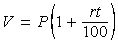 V = P(1 + rt/100)